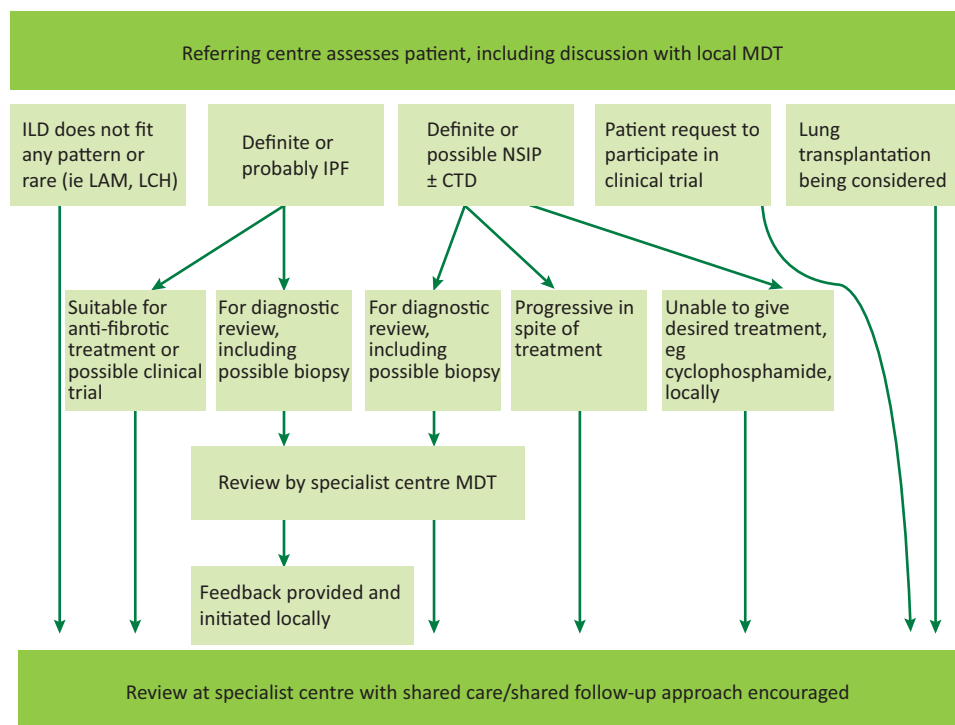 Referring centre assesses patient, including discussion with local MDT
ILD does not fit
any pattern or
rare (ie LAM, LCH)
Definite or
probably IPF
Definite or
possible NSIP
± CTD
Patient request to
participate in
clinical trial
Lung
transplantation
being considered
Suitable for
anti-fibrotic
treatment or
possible clinical
trial
For diagnostic
review,
including
possible biopsy
For diagnostic
review,
including
possible biopsy
Progressive in
spite of
treatment
Unable to give
desired treatment,
eg
cyclophosphamide,
locally
Review by specialist centre MDT
Feedback provided and
initiated locally
Review at specialist centre with shared care/shared follow-up approach encouraged